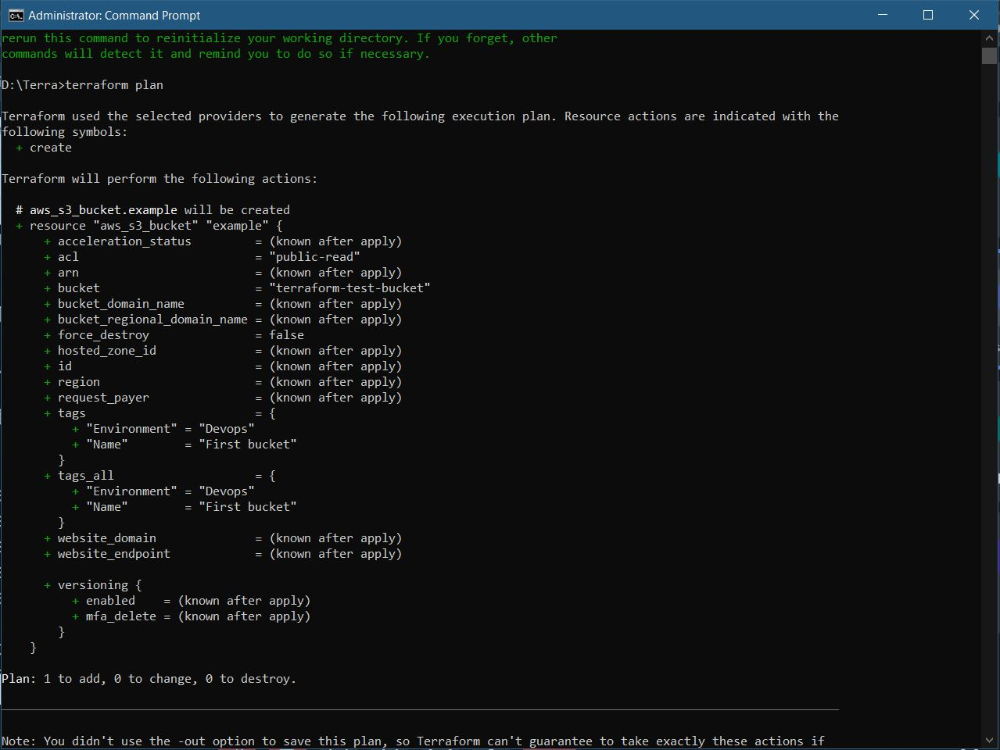 Administrator: Command Prompt
rerun this command to reinitialize your working directory. If you forget, other
commands will detect it and remind you to do so if necessary.
D:\Terra>terraform plan
Terraform used the selected providers to generate the following execution plan. Resource actions are indicated with the
following symbols:
  + create
Terraform will perform the following actions:
  # aws_s3_bucket.example will be created
  + resource "aws_s3_bucket" "example" {
      + acceleration_status         = (known after apply)
      + acl                         = "public-read"
      + arn                         = (known after apply)
      + bucket                      = "terraform-test-bucket"
      + bucket_domain_name          = (known after apply)
      + bucket_regional_domain_name = (known after apply)
      + force_destroy               = false
      + hosted_zone_id              = (known after apply)
      + id                          = (known after apply)
      + region                      = (known after apply)
      + request_payer               = (known after apply)
      + tags                        = {
          + "Environment" = "Devops"
          + "Name"        = "First bucket"
        }
      + tags_all                    = {
          + "Environment" = "Devops"
          + "Name"        = "First bucket"
        }
      + website_domain              = (known after apply)
      + website_endpoint            = (known after apply)
      + versioning {
          + enabled    = (known after apply)
          + mfa_delete = (known after apply)
        }
    }
Plan: 1 to add, 0 to change, 0 to destroy.
Note: You didn't use the -out option to save this plan, so Terraform can't guarantee to take exactly these actions if